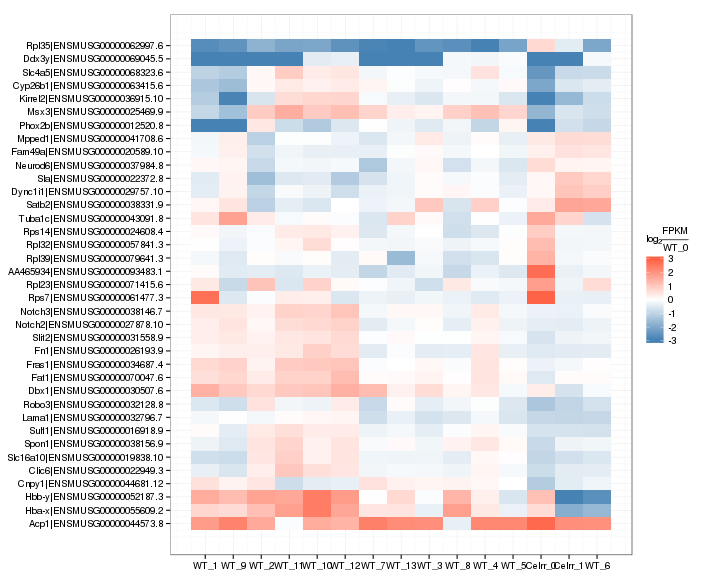 Rpl35|ENSMUSG00000062997.6
Ddx3y|ENSMUSG00000069045.5
Slc4a5|ENSMUSG00000068323.6
Cyp26b1|ENSMUSG00000063415.6
Kirrel2|ENSMUSG00000036915.10
Msx3|ENSMUSG00000025469.9
Phox2b|ENSMUSG00000012520.8
Mpped1|ENSMUSG00000041708.6
Fam49a|ENSMUSG00000020589.10
Neurod6|ENSMUSG00000037984.8
Sla|ENSMUSG00000022372.8
Dync1i1|ENSMUSG00000029757.10
Satb2|ENSMUSG00000038331.9
Tuba1c|ENSMUSG00000043091.8
Rps14|ENSMUSG00000024608.4
Rpl32|ENSMUSG00000057841.3
Rpl39|ENSMUSG00000079641.3
AA465934|ENSMUSG00000093483.1
Rpl23|ENSMUSG00000071415.6
Rps7|ENSMUSG00000061477.3
Notch3|ENSMUSG00000038146.7
Notch2|ENSMUSG00000027878.10
Slit2|ENSMUSG00000031558.9
Fn1|ENSMUSG00000026193.9
Fras1|ENSMUSG00000034687.4
Fat1|ENSMUSG00000070047.6
Dbx1|ENSMUSG00000030507.6
Robo3|ENSMUSG00000032128.8
Lama1|ENSMUSG00000032796.7
Sulf1|ENSMUSG00000016918.9
Spon1|ENSMUSG00000038156.9
Slc16a10|ENSMUSG00000019838.10
Clic6|ENSMUSG00000022949.3
Cnpy1|ENSMUSG00000044681.12
Hbb-y|ENSMUSG00000052187.3
Hba-x|ENSMUSG00000055609.2
Acp1|ENSMUSG00000044573.8
WT_1 WT_9 WT_2 WT_11 WT_10 WT_12 WT_7 WT_13 WT_3 WT_8 WT_4 WT_5 Celrr_0 Celrr_1 WT_6
log2 FPKM
WT_0
3
2
1
0
-1
-2
-3